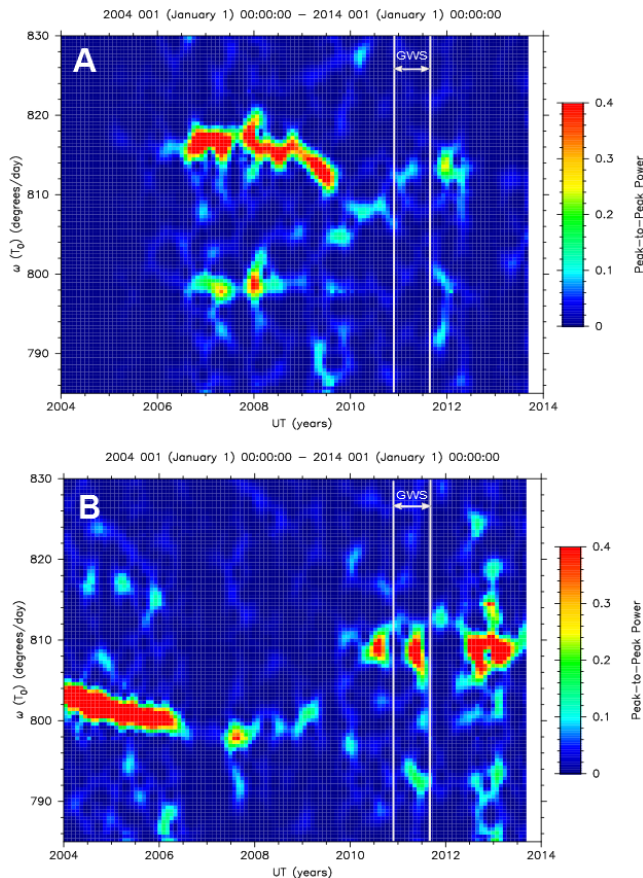 2004 001 (January 1) 00:00:00 – 2014 001 (January 1) 00:00:00
830
A
GWS
820
0.4
810
0.3
ω (T₀) (degrees/day)
Peak-to-Peak Power
0.2
800
0.1
790
0
2004 2006 2008 2010 2012 2014
UT (years)
2004 001 (January 1) 00:00:00 – 2014 001 (January 1) 00:00:00
830
B
GWS
820
0.4
810
0.3
ω (T₀) (degrees/day)
Peak-to-Peak Power
0.2
800
0.1
790
0
2004 2006 2008 2010 2012 2014
UT (years)